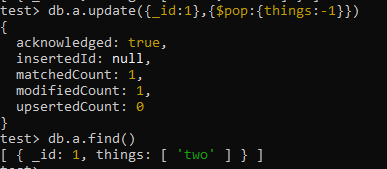 test> db.a.update({_id:1},{$pop:{things:-1}})
{
  acknowledged: true,
  insertedId: null,
  matchedCount: 1,
  modifiedCount: 1,
  upsertedCount: 0
}
test> db.a.find()
[ { _id: 1, things: [ 'two' ] } ]